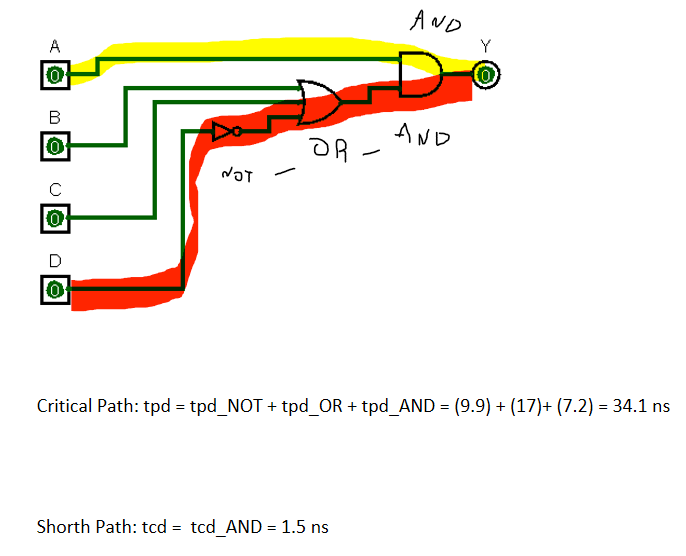 AND
A
Y
0
0
B
0
OR - AND
NOT -
C
0
D
0
Critical Path: tpd = tpd_NOT + tpd_OR + tpd_AND = (9.9) + (17)+ (7.2) = 34.1 ns
Shorth Path: tcd = tcd_AND = 1.5 ns